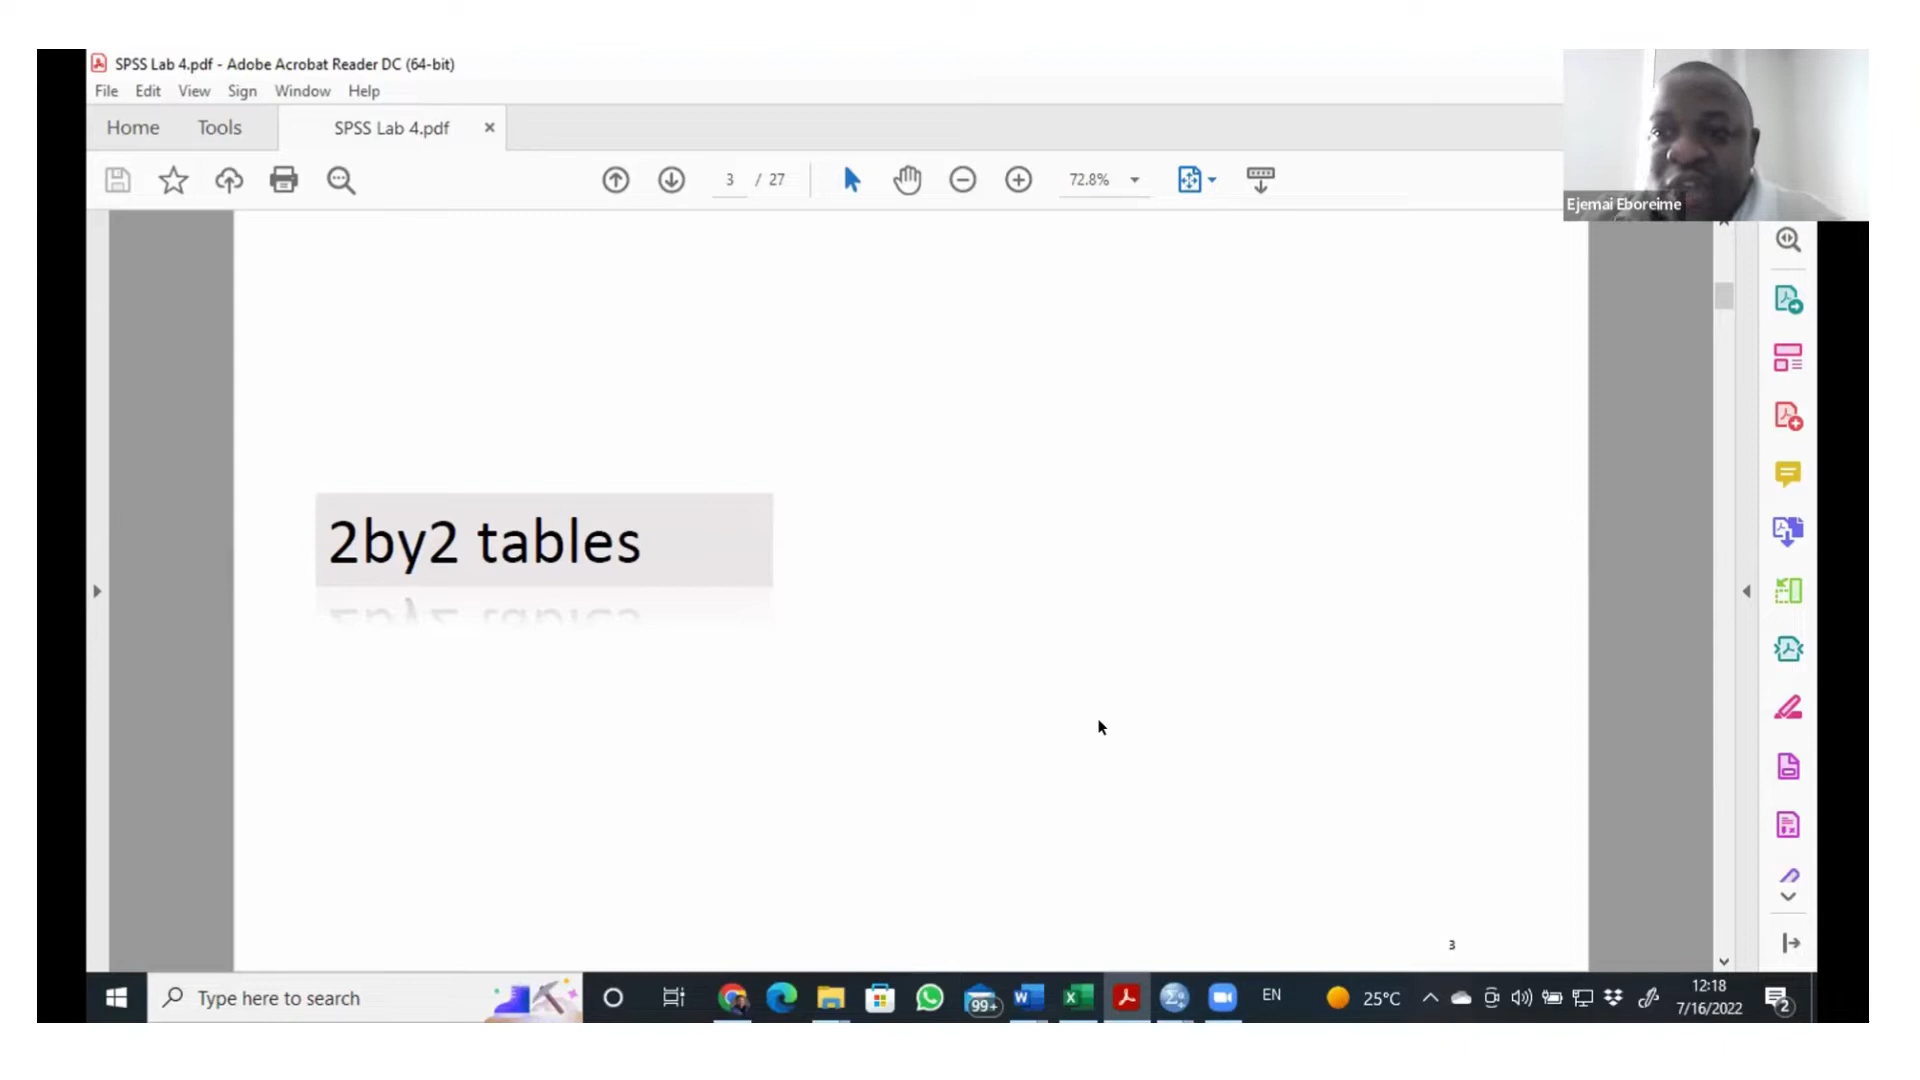 SPSS Lab 4.pdf - Adobe Acrobat Reader DC (64-bit)
File Edit View Sign Window Help
Home Tools SPSS Lab 4.pdf
3 / 27 72.8%
Ejemai Eboreime
2by2 tables
3
Type here to search
99+
EN
25°C
12:18
7/16/2022
2